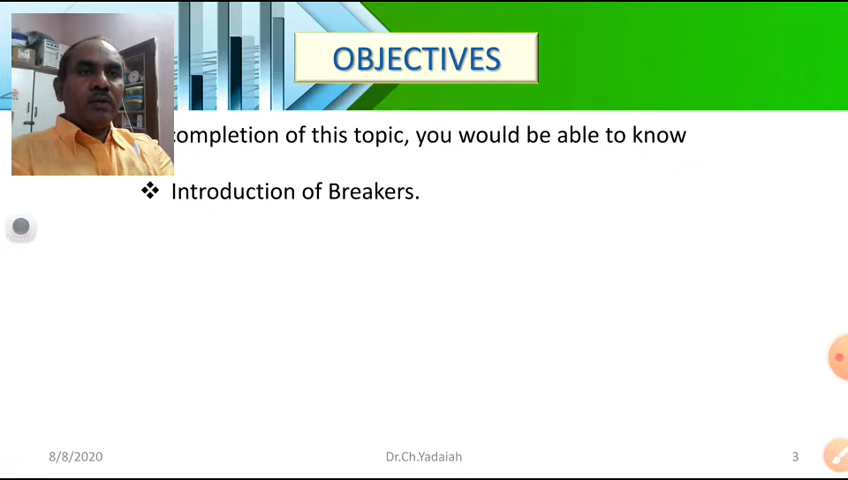 OBJECTIVES
completion of this topic, you would be able to know
❖ Introduction of Breakers.
8/8/2020
Dr.Ch.Yadaiah
3